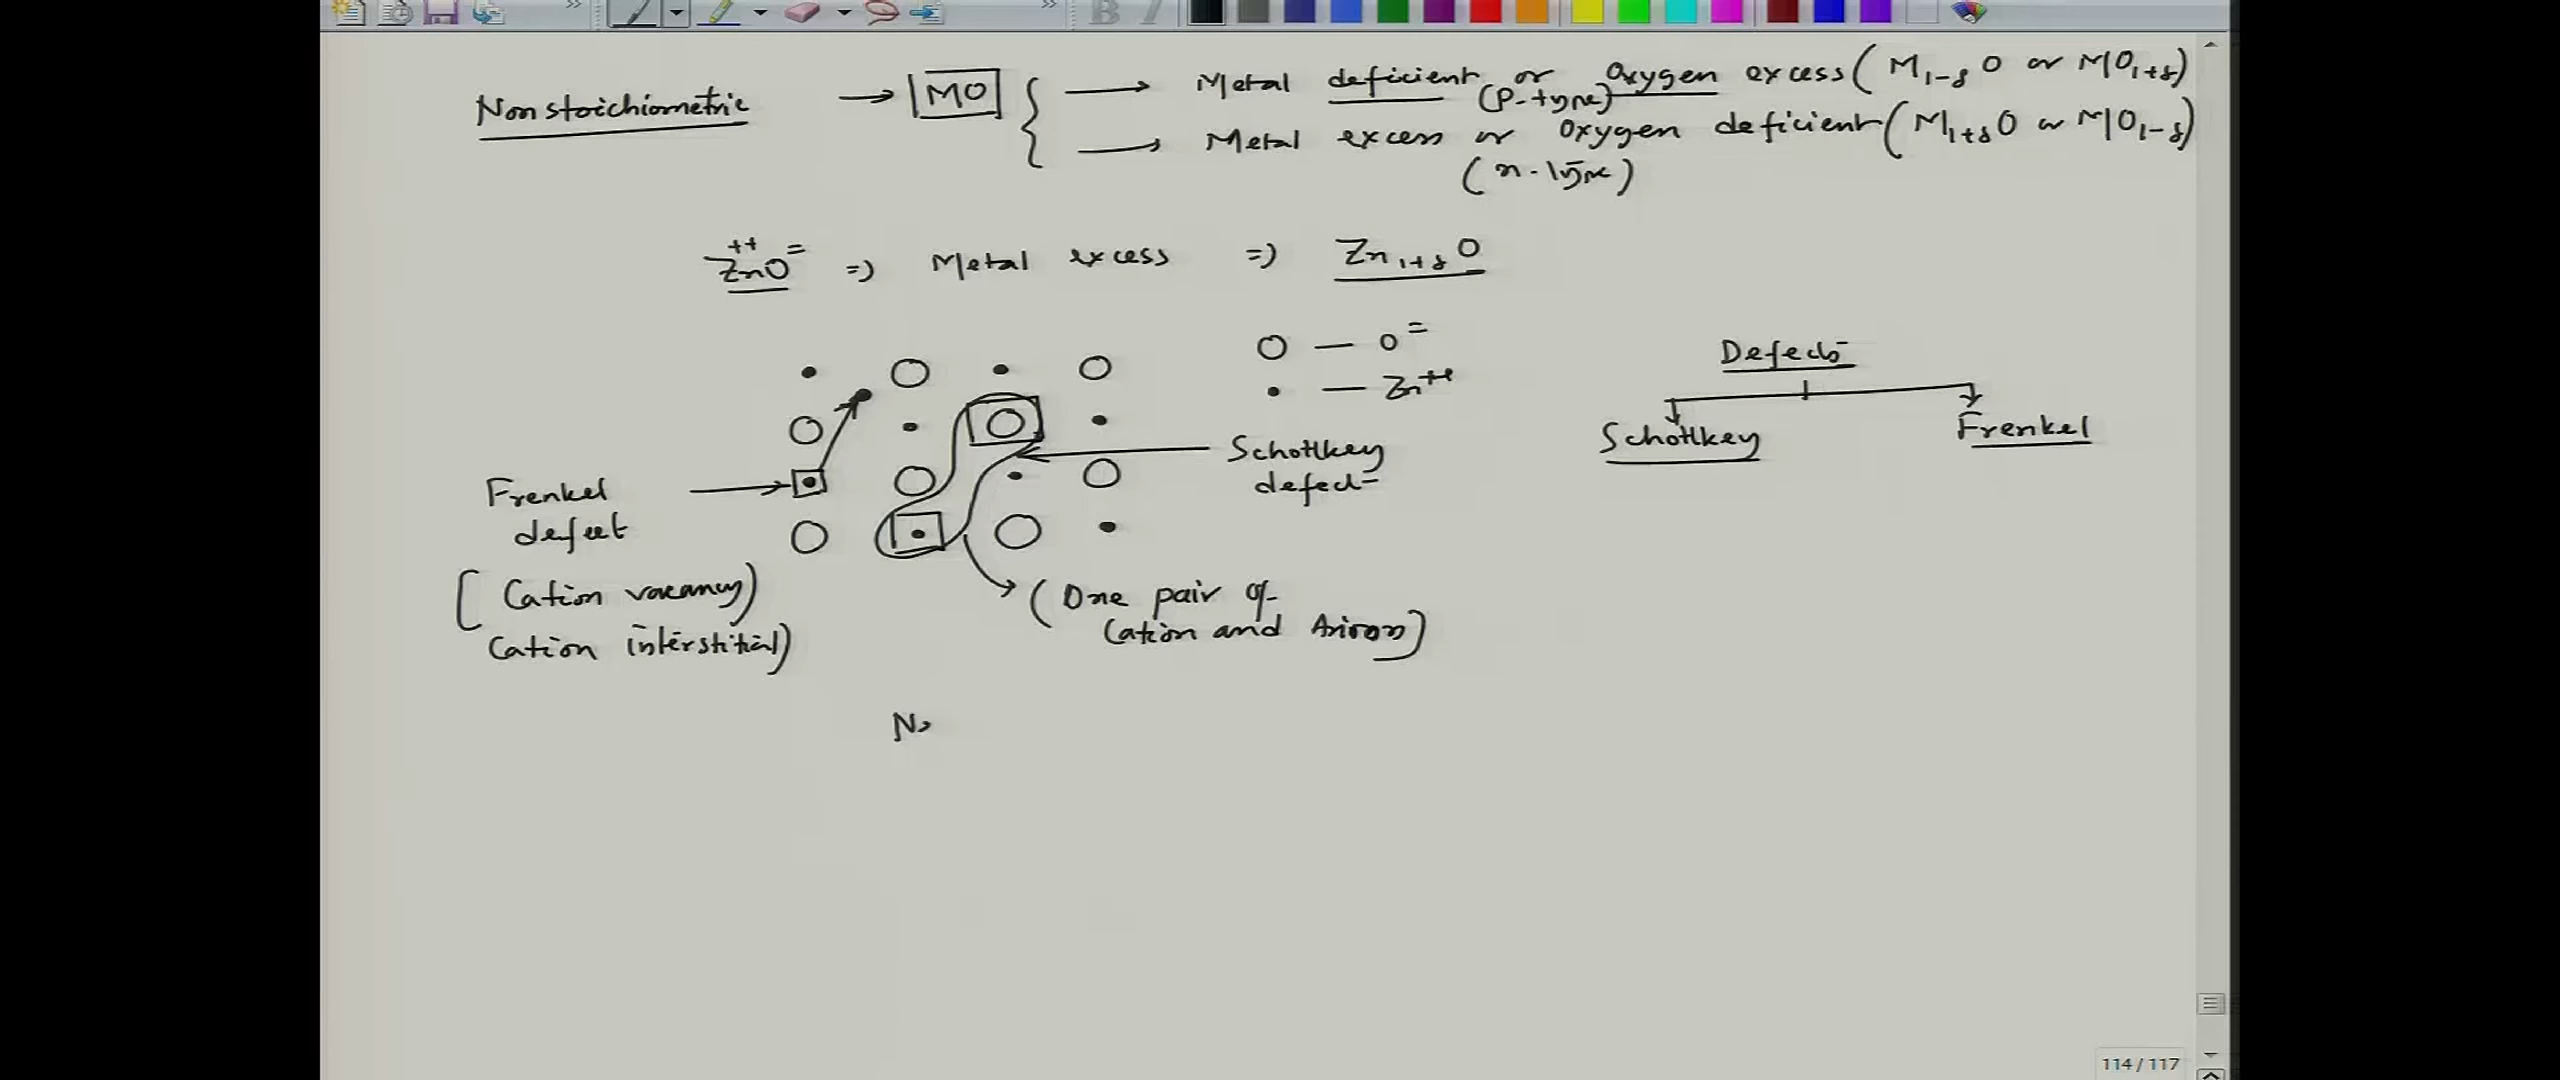 Nonstoichiometric → MO { → Metal deficient or Oxygen excess (M1-δO or MO1+δ)
(P-type)
→ Metal excess or Oxygen deficient (M1+δO or MO1-δ)
(n-type)
Zn++O= => Metal excess => Zn1+δO
O — O=
• — Zn++
Defects
Schottkey Frenkel
Schottkey
defect
Frenkel
defect
[Cation vacancy)
Cation interstitial)
(One pair of
Cation and Anion)
114 / 117